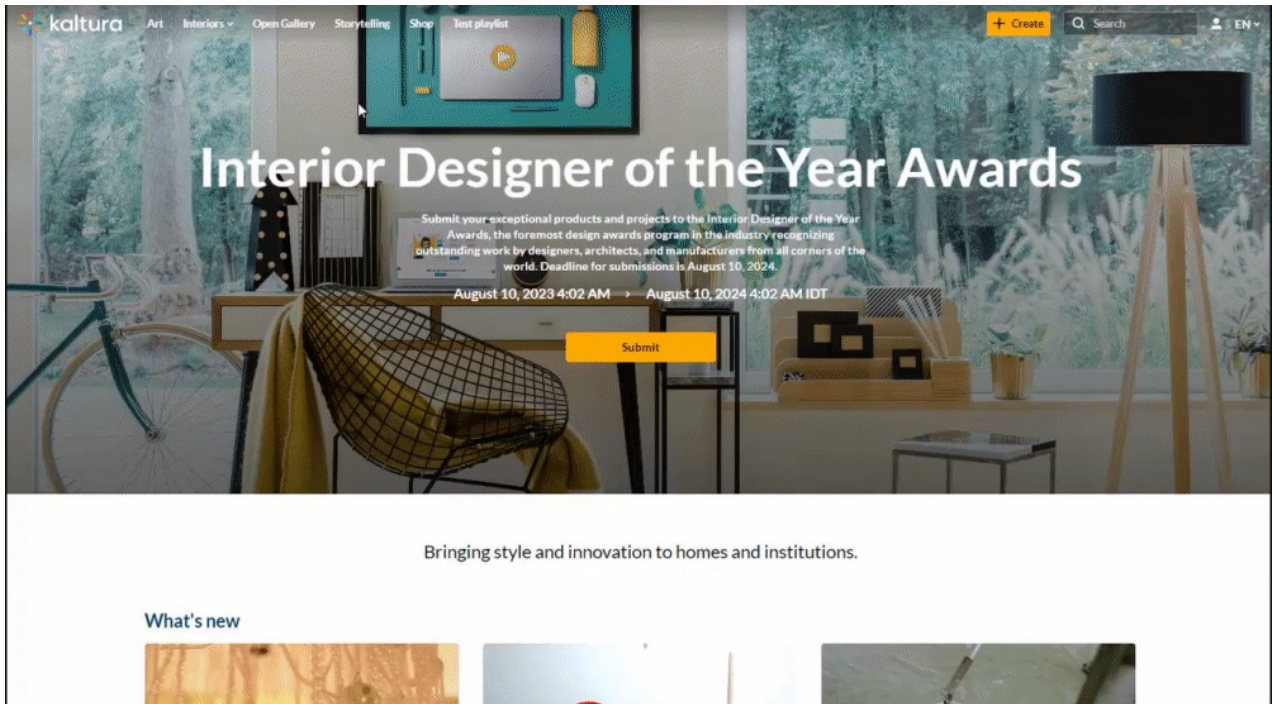 kaltura
Art
Interiors
Open Gallery
Storytelling
Shop
Test playlist
+ Create
Search
EN
Interior Designer of the Year Awards
Submit your exceptional products and projects to the Interior Designer of the Year
Awards, the foremost design awards program in the industry recognizing
outstanding work by designers, architects, and manufacturers from all corners of the
world. Deadline for submissions is August 10, 2024.
August 10, 2023 4:02 AM › August 10, 2024 4:02 AM IDT
Submit
Bringing style and innovation to homes and institutions.
What's new